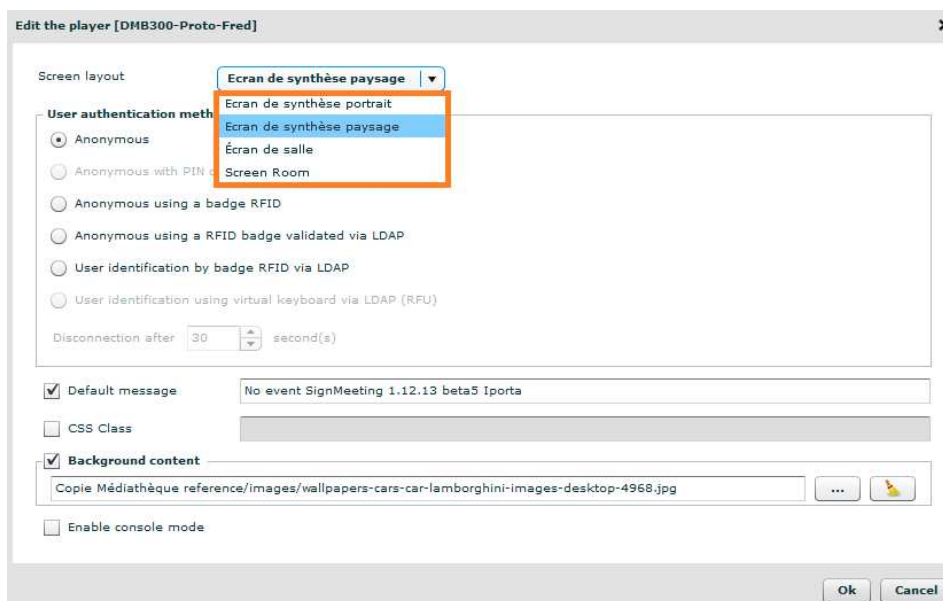 Edit the player [DMB300-Proto-Fred]
Screen layout
Ecran de synthèse paysage
Ecran de synthèse portrait
Ecran de synthèse paysage
Écran de salle
Screen Room
User authentication meth
Anonymous
Anonymous with PIN
Anonymous using a badge RFID
Anonymous using a RFID badge validated via LDAP
User identification by badge RFID via LDAP
User identification using virtual keyboard via LDAP (RFU)
Disconnection after 30 second(s)
Default message No event SignMeeting 1.12.13 beta5 Iporta
CSS Class
Background content
Copie Médiathèque reference/images/wallpapers-cars-car-lamborghini-images-desktop-4968.jpg ...
Enable console mode
Ok Cancel